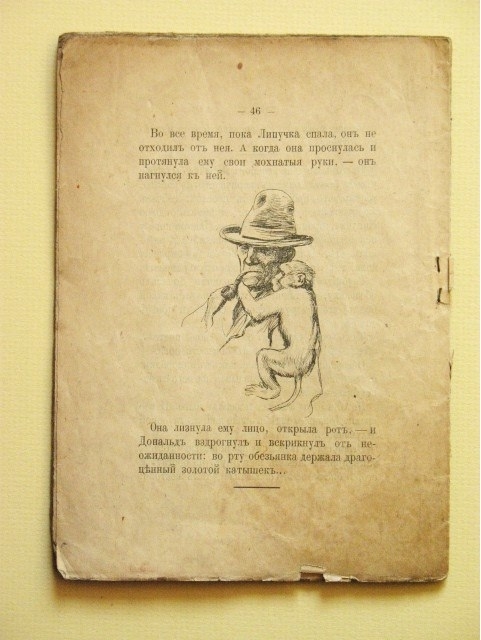 — 46 —
Во все время, пока Липучка спала, онъ не
отходилъ отъ нея. А когда она проснулась и
протянула ему свои мохнатыя руки, — онъ
нагнулся къ ней.
Она лизнула ему лицо, открыла ротъ, — и
Дональдъ вздрогнулъ и вскрикнулъ отъ не-
ожиданности: во рту обезьянка держала драго-
цѣнный золотой катышекъ...